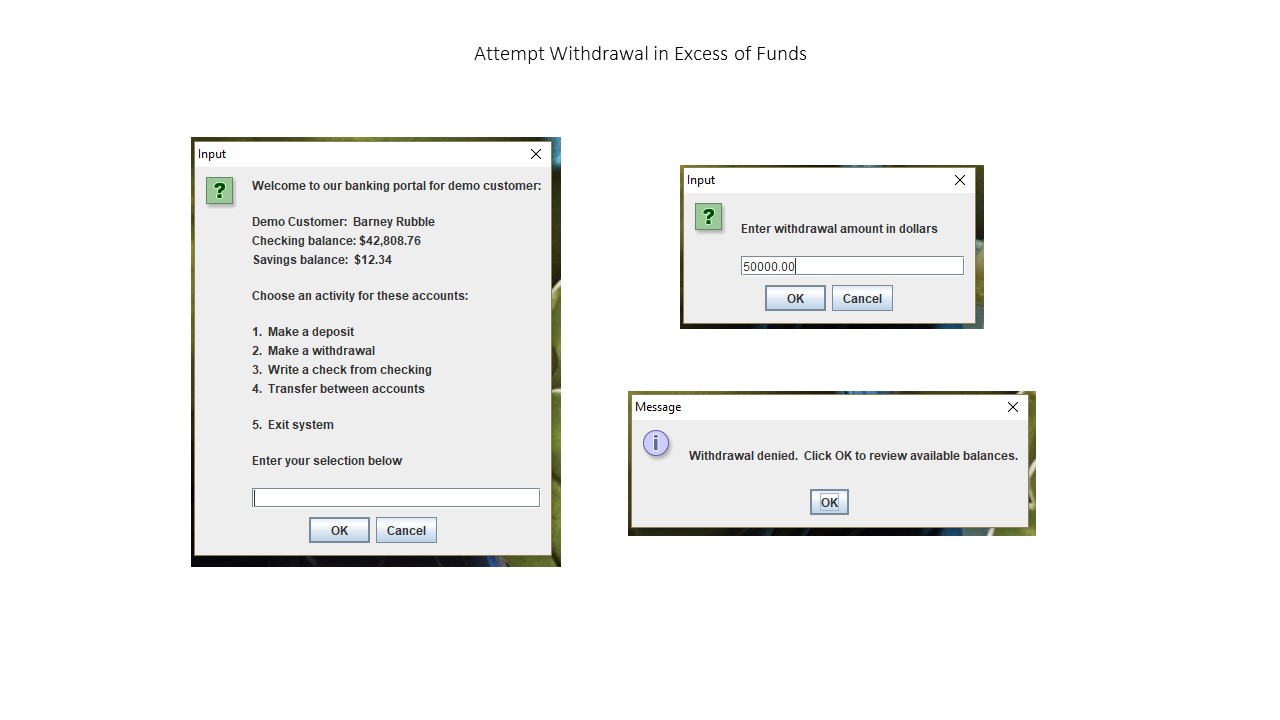 Attempt Withdrawal in Excess of Funds
Input
?
Welcome to our banking portal for demo customer:
Demo Customer:  Barney Rubble
Checking balance: $42,808.76
Savings balance:  $12.34
Choose an activity for these accounts:
1.  Make a deposit
2.  Make a withdrawal
3.  Write a check from checking
4.  Transfer between accounts
5.  Exit system
Enter your selection below
OK Cancel
Input
?
Enter withdrawal amount in dollars
50000.00
OK Cancel
Message
i
Withdrawal denied.  Click OK to review available balances.
OK